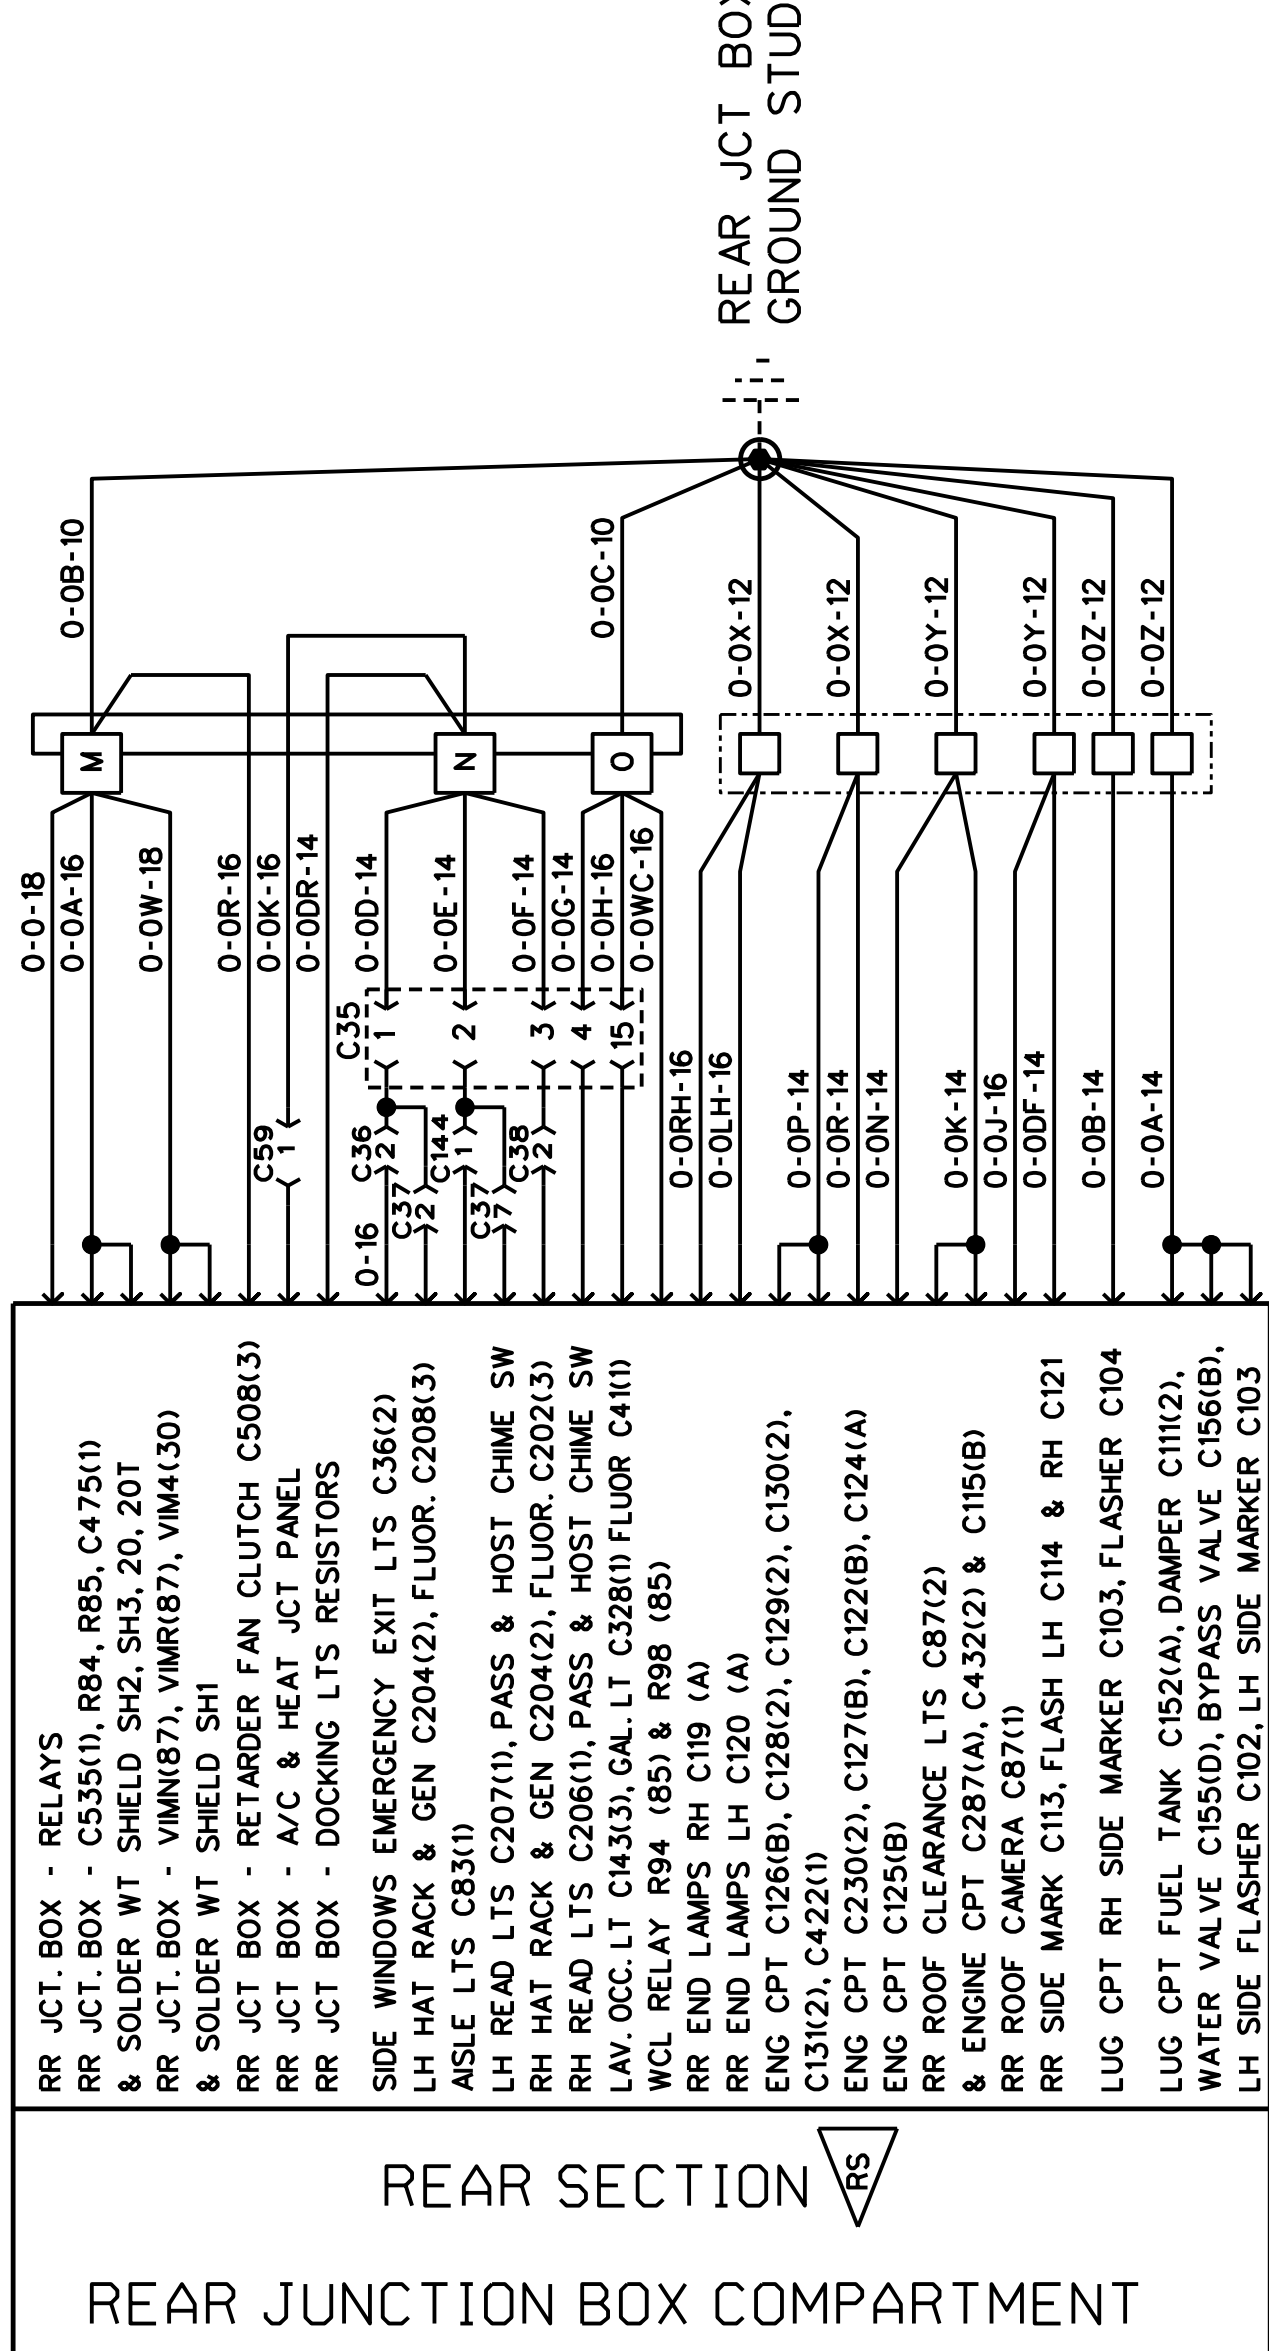 REAR JCT BOX
GROUND STUD
0-0B-10
0-0C-10
0-0X-12
0-0X-12
0-0Y-12
0-0Y-12
0-0Z-12
0-0Z-12
M
N
O
0-0-18
0-0A-16
0-0W-18
0-0R-16
0-0K-16
0-0DR-14
0-0D-14
0-0E-14
0-0F-14
0-0G-14
0-0H-16
0-0WC-16
C35
1
2
3
4
15
C59
1
C36
2
C37
2
C144
1
C37
7
C38
2
0-16
0-0RH-16
0-0LH-16
0-0P-14
0-0R-14
0-0N-14
0-0K-14
0-0J-16
0-0DF-14
0-0B-14
0-0A-14
RR JCT. BOX - RELAYS
RR JCT. BOX - C535(1), R84, R85, C475(1)
& SOLDER WT SHIELD SH2, SH3, 20, 20T
RR JCT. BOX - VIMN(87), VIMR(87), VIM4(30)
& SOLDER WT SHIELD SH1
RR JCT BOX - RETARDER FAN CLUTCH C508(3)
RR JCT BOX - A/C & HEAT JCT PANEL
RR JCT BOX - DOCKING LTS RESISTORS
SIDE WINDOWS EMERGENCY EXIT LTS C36(2)
LH HAT RACK & GEN C204(2), FLUOR. C208(3)
AISLE LTS C83(1)
LH READ LTS C207(1), PASS & HOST CHIME SW
RH HAT RACK & GEN C204(2), FLUOR. C202(3)
RH READ LTS C206(1), PASS & HOST CHIME SW
LAV. OCC. LT C143(3), GAL. LT C328(1) FLUOR C41(1)
WCL RELAY R94 (85) & R98 (85)
RR END LAMPS RH C119 (A)
RR END LAMPS LH C120 (A)
ENG CPT C126(B), C128(2), C129(2), C130(2),
C131(2), C422(1)
ENG CPT C230(2), C127(B), C122(B), C124(A)
ENG CPT C125(B)
RR ROOF CLEARANCE LTS C87(2)
& ENGINE CPT C287(A), C432(2) & C115(B)
RR ROOF CAMERA C87(1)
RR SIDE MARK C113, FLASH LH C114 & RH C121
LUG CPT RH SIDE MARKER C103, FLASHER C104
LUG CPT FUEL TANK C152(A), DAMPER C111(2),
WATER VALVE C155(D), BYPASS VALVE C156(B),
LH SIDE FLASHER C102, LH SIDE MARKER C103
REAR SECTION
RS
REAR JUNCTION BOX COMPARTMENT